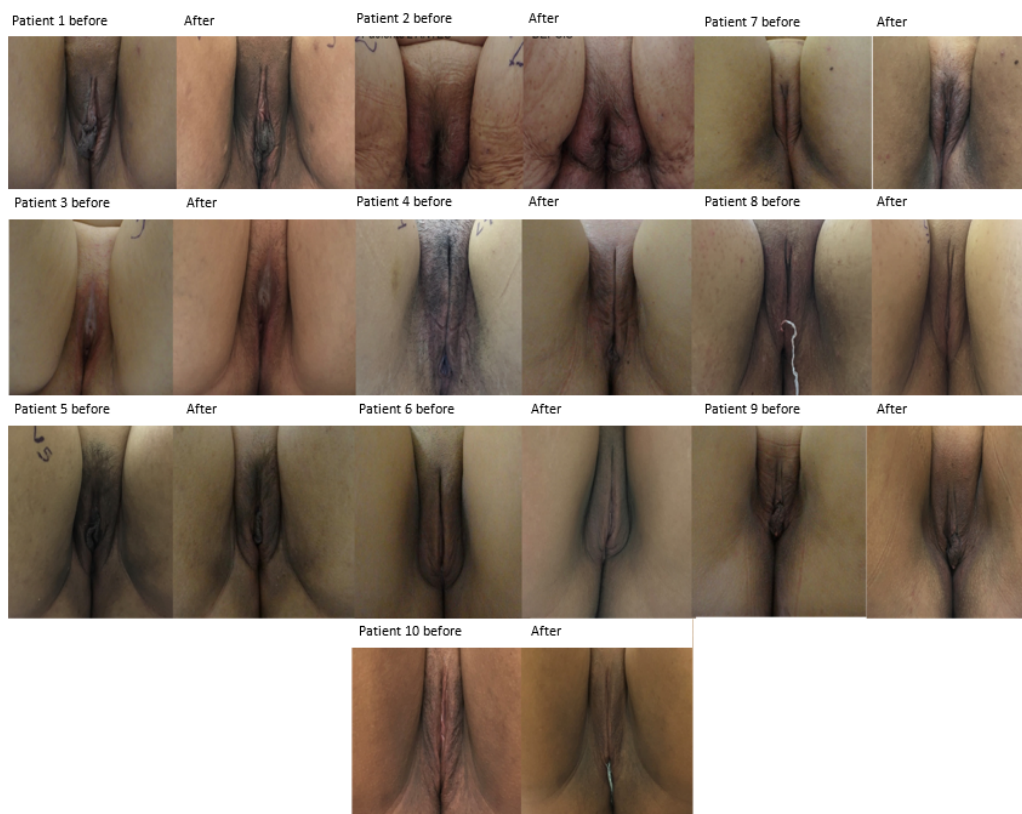 Patient 1 before
After
Patient 2 before
After
Patient 7 before
After
Patient 3 before
After
Patient 4 before
After
Patient 8 before
After
Patient 5 before
After
Patient 6 before
After
Patient 9 before
After
Patient 10 before
After